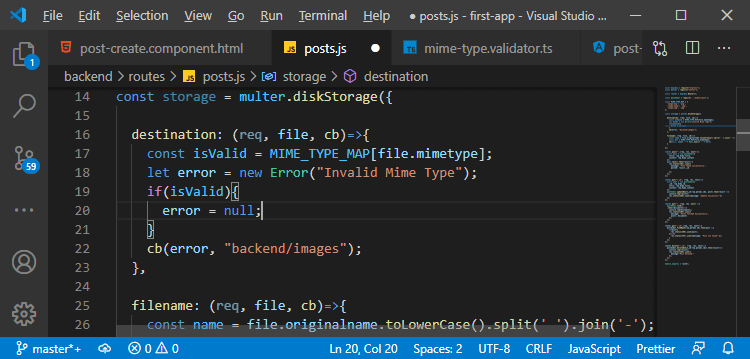 File Edit Selection View Go Run Terminal Help ● posts.js - first-app - Visual Studio ...
post-create.component.html JS posts.js ● TS mime-type.validator.ts post-
1
backend > routes > JS posts.js > storage > destination
14 const storage = multer.diskStorage({
15
16 destination: (req, file, cb)=>{
17 const isValid = MIME_TYPE_MAP[file.mimetype];
18 let error = new Error("Invalid Mime Type");
59
19 if(isValid){
20 error = null;
21 }
22 cb(error, "backend/images");
23 },
24
25 filename: (req, file, cb)=>{
26 const name = file.originalname.toLowerCase().split(' ').join('-');
master*+ 0 0 Ln 20, Col 20 Spaces: 2 UTF-8 CRLF JavaScript Prettier